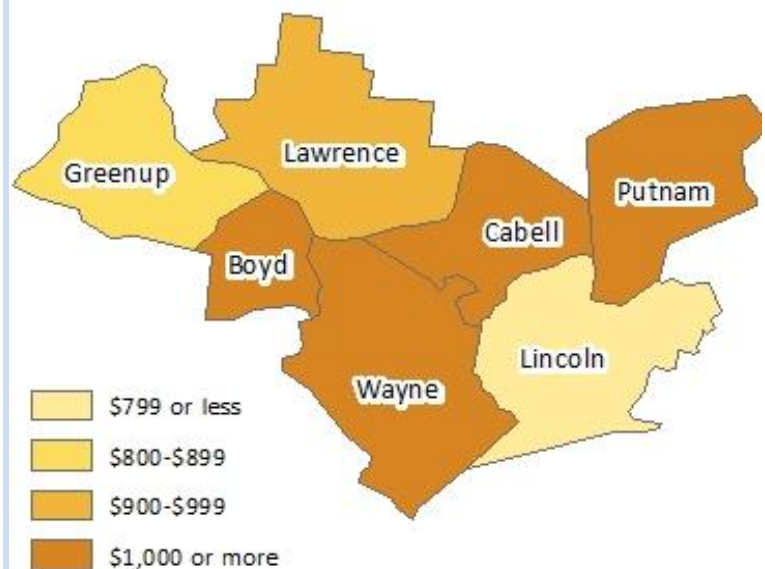 Lawrence
Greenup
Putnam
Cabell
Boyd
Lincoln
Wayne
$799 or less
$800-$899
$900-$999
$1,000 or more